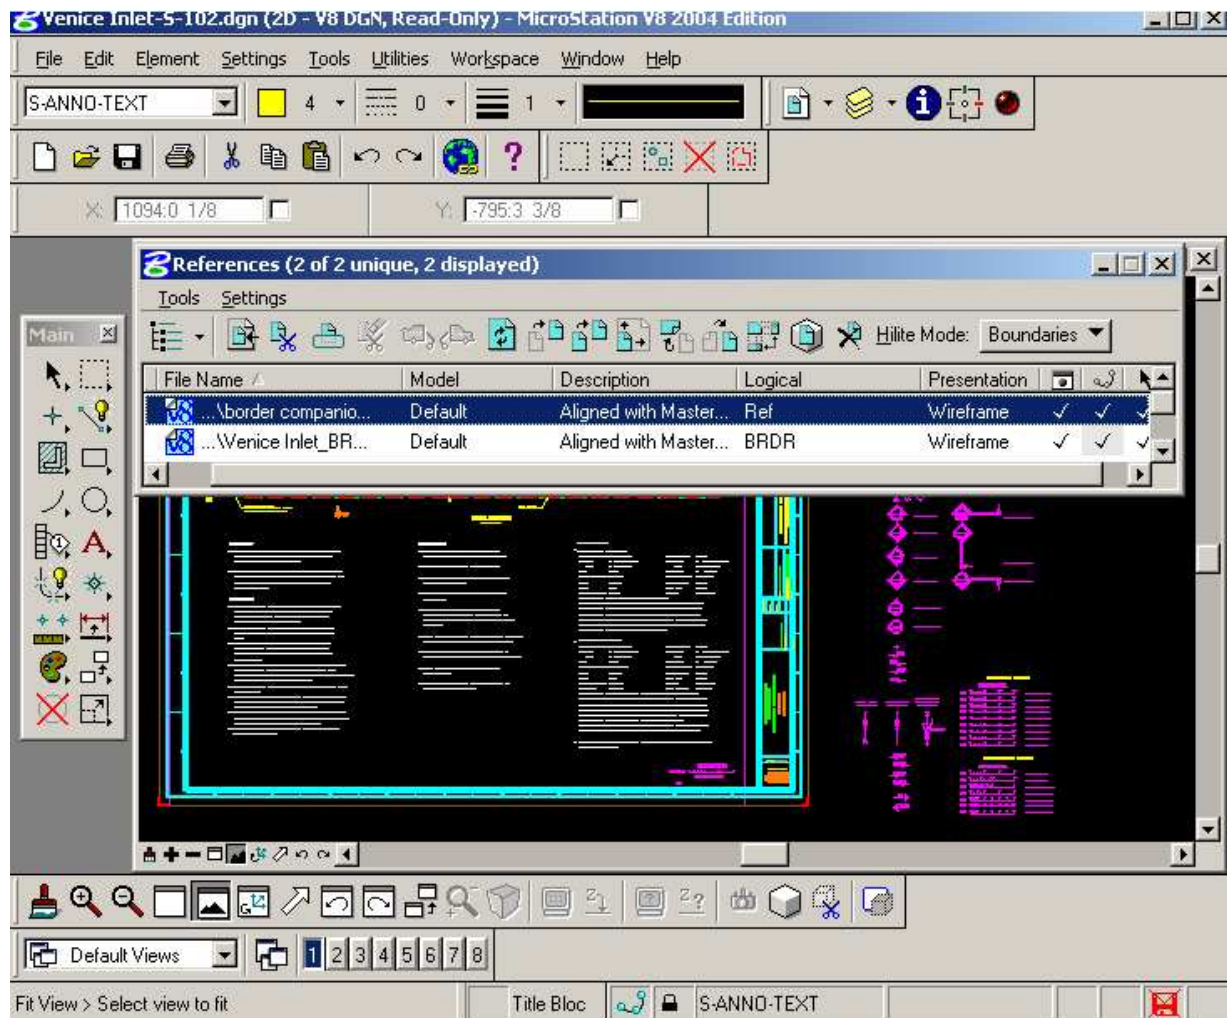 Venice Inlet-S-102.dgn (2D - V8 DGN, Read-Only) - MicroStation V8 2004 Edition
File Edit Element Settings Tools Utilities Workspace Window Help
S-ANNO-TEXT 4 0 1
X: 1094:0 1/8 Y: -795:3 3/8
References (2 of 2 unique, 2 displayed)
Tools Settings
Main
Hilite Mode: Boundaries
File Name Model Description Logical Presentation
...\border companio... Default Aligned with Master... Ref Wireframe
...\Venice Inlet_BR... Default Aligned with Master... BRDR Wireframe
Default Views 1 2 3 4 5 6 7 8
Fit View > Select view to fit Title Bloc S-ANNO-TEXT